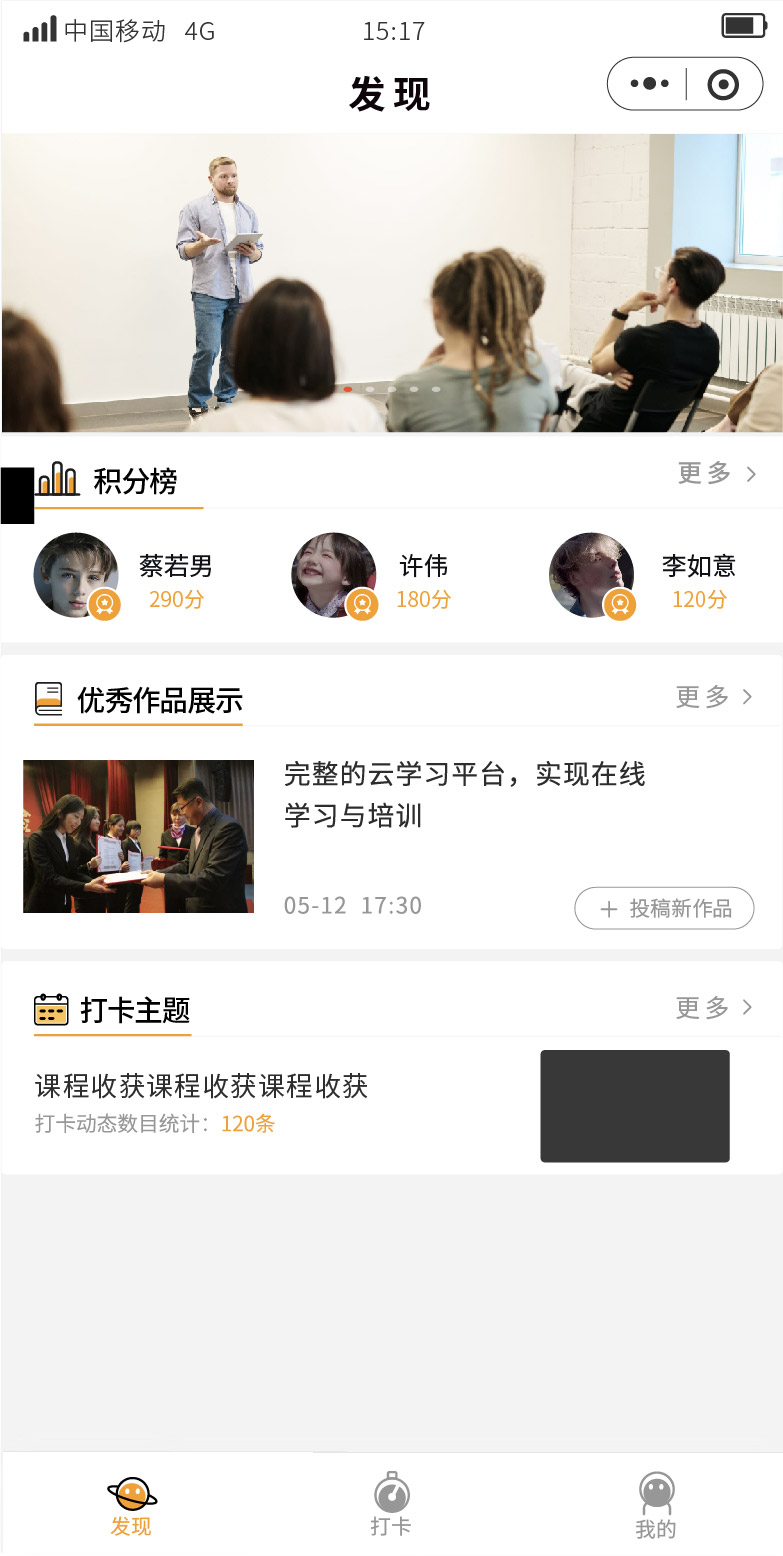 中国移动 4G 15:17
发现
积分榜 更多
蔡若男 许伟 李如意
290分 180分 120分
优秀作品展示 更多
完整的云学习平台，实现在线
学习与培训
05-12 17:30 投稿新作品
打卡主题 更多
课程收获课程收获课程收获
打卡动态数目统计：120条
发现 打卡 我的